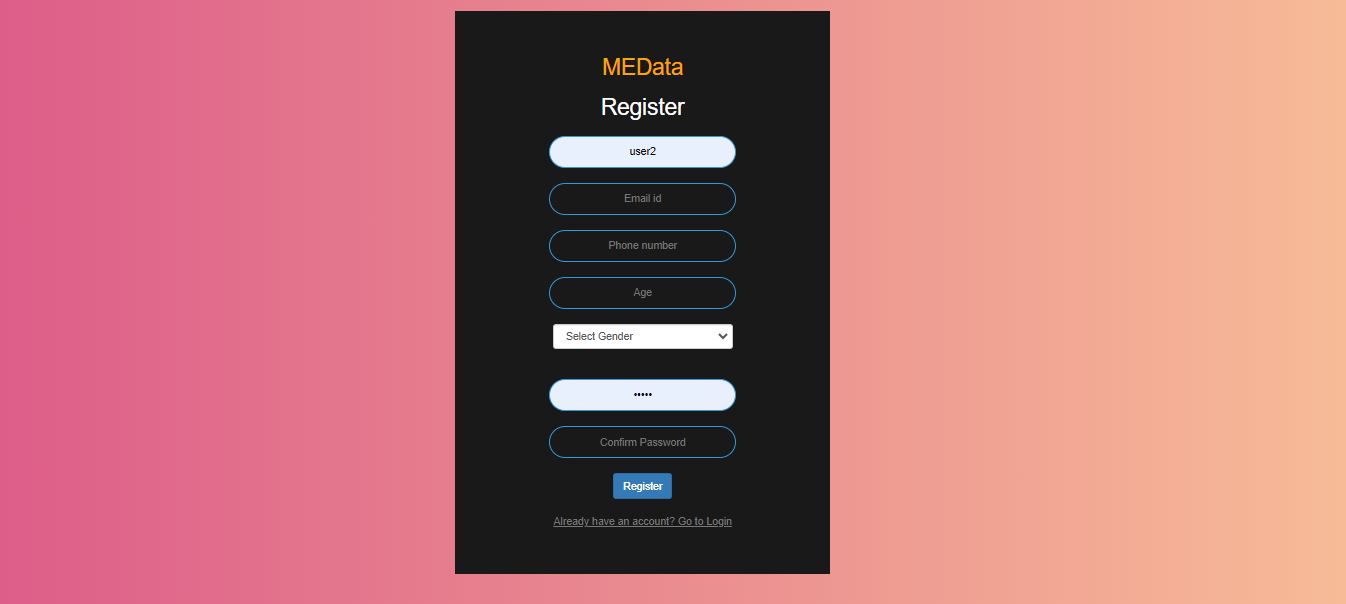 MEData
Register
user2
Email id
Phone number
Age
Select Gender
•••••
Confirm Password
Register
Already have an account? Go to Login